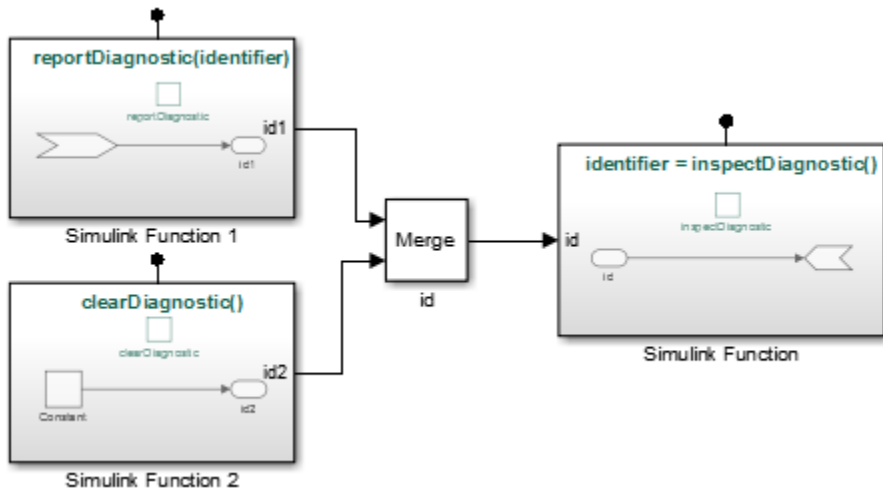 reportDiagnostic(identifier)
reportDiagnostic
id1
id1
Simulink Function 1
clearDiagnostic()
clearDiagnostic
id2
id2
Constant
Simulink Function 2
Merge
id
identifier = inspectDiagnostic()
inspectDiagnostic
id
id
Simulink Function